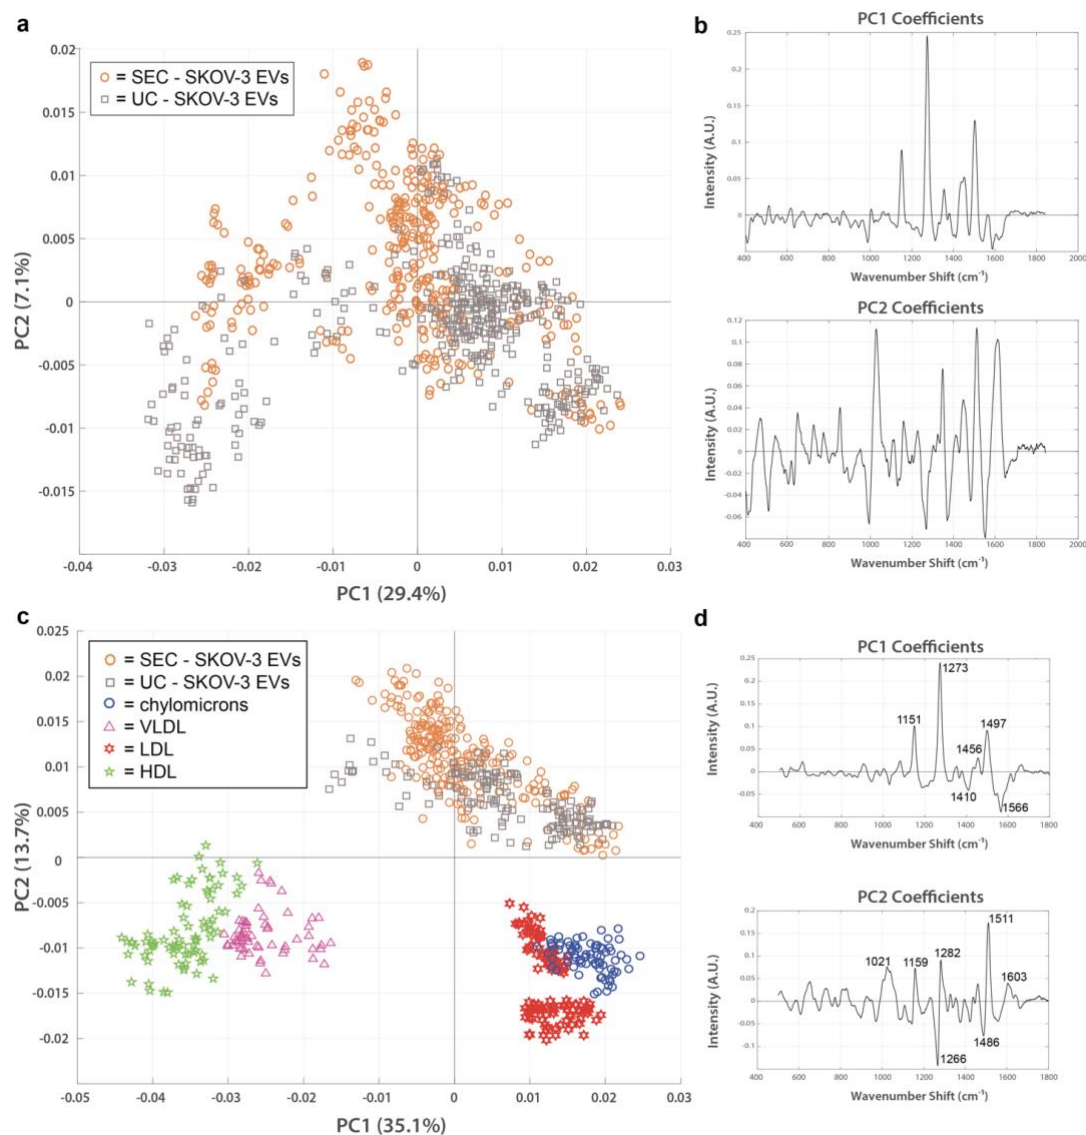 a
= SEC - SKOV-3 EVs
= UC - SKOV-3 EVs
0.02
0.015
0.01
0.005
0
-0.005
-0.01
-0.015
-0.04
-0.03
-0.02
-0.01
0
0.01
0.02
0.03
PC2 (7.1%)
PC1 (29.4%)
b
PC1 Coefficients
0.25
0.2
0.15
0.1
0.05
0
400 600 800 1000 1200 1400 1600 1800 2000
Intensity (A.U.)
Wavenumber Shift (cm⁻¹)
PC2 Coefficients
0.12
0.1
0.08
0.06
0.04
0.02
0
-0.02
-0.04
-0.06
400 600 800 1000 1200 1400 1600 1800 2000
Intensity (A.U.)
Wavenumber Shift (cm⁻¹)
c
= SEC - SKOV-3 EVs
= UC - SKOV-3 EVs
= chylomicrons
= VLDL
= LDL
= HDL
0.025
0.02
0.015
0.01
0.005
0
-0.005
-0.01
-0.015
-0.02
-0.05
-0.04
-0.03
-0.02
-0.01
0
0.01
0.02
0.03
PC2 (13.7%)
PC1 (35.1%)
d
PC1 Coefficients
0.25
0.2
0.15
0.1
0.05
0
-0.05
1273
1151
1497
1456
1410
1566
400 600 800 1000 1200 1400 1600 1800
Intensity (A.U.)
Wavenumber Shift (cm⁻¹)
PC2 Coefficients
0.2
0.15
0.1
0.05
0
-0.05
-0.1
1511
1282
1021
1159
1603
1486
1266
400 600 800 1000 1200 1400 1600 1800
Intensity (A.U.)
Wavenumber Shift (cm⁻¹)